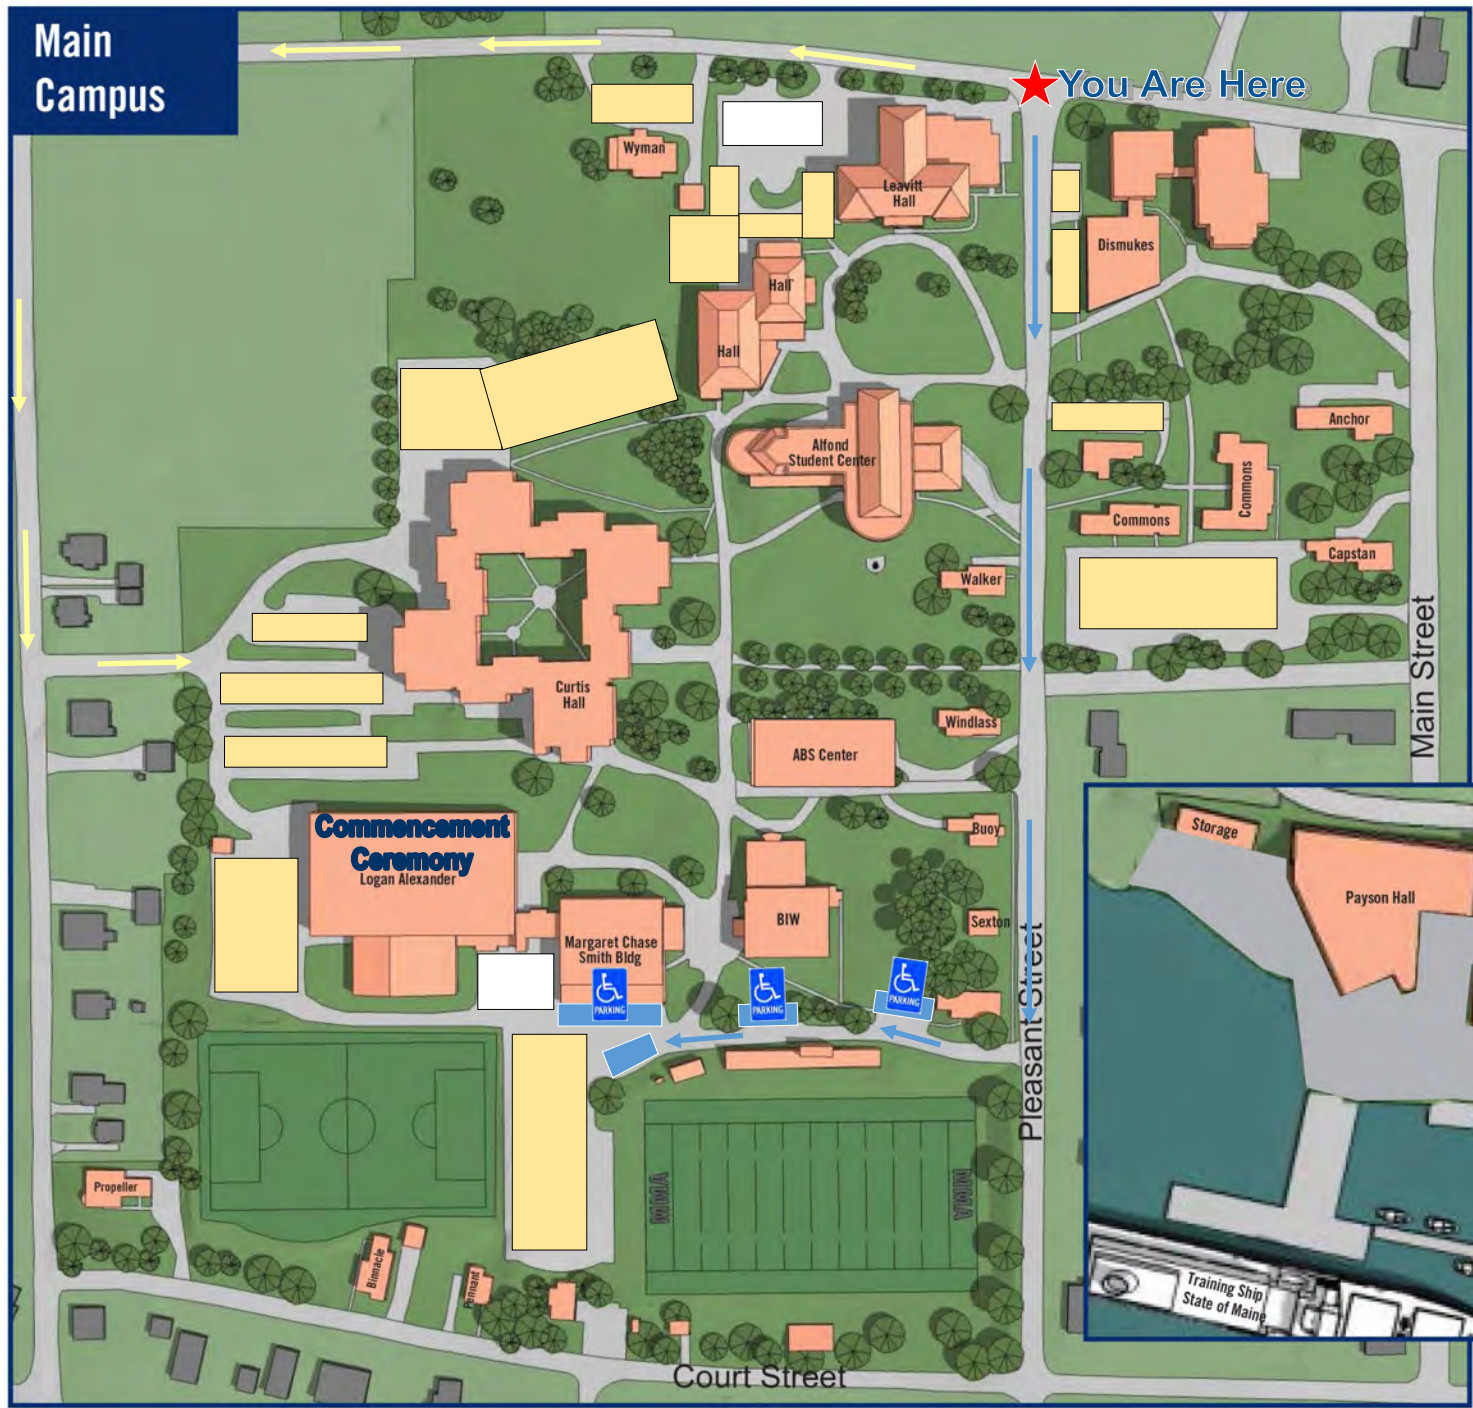 Main
Campus
You Are Here
Wyman
Leavitt
Hall
Dismukes
Hall
Hall
Anchor
Alfond
Student Center
Commons
Commons
Capstan
Walker
Main Street
Curtis
Hall
Windlass
ABS Center
Commencement
Ceremony
Logan Alexander
Buoy
Storage
Payson Hall
BIW
Sexton
Margaret Chase
Smith Bldg
PARKING
PARKING
PARKING
Pleasant Street
MMA
MMA
Propeller
Binnacle
Pennant
Training Ship
State of Maine
Court Street